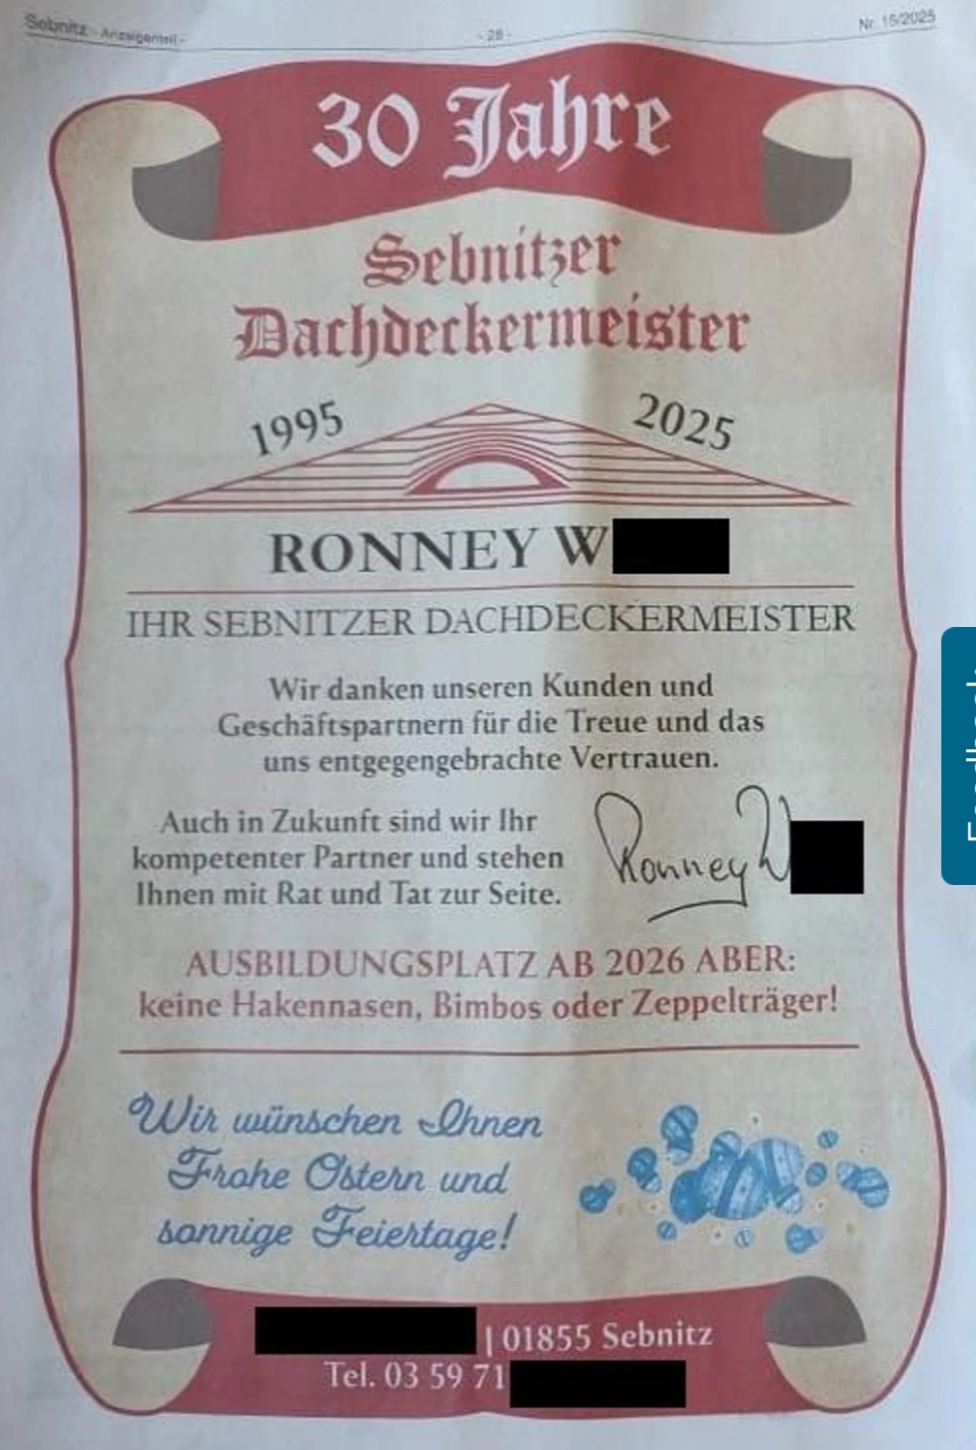 Sebnitz - Anzeigenteil -
- 28 -
Nr. 15/2025
30 Jahre
Sebnitzer
Dachdeckermeister
1995
2025
RONNEY W
IHR SEBNITZER DACHDECKERMEISTER
Wir danken unseren Kunden und
Geschäftspartnern für die Treue und das
uns entgegengebrachte Vertrauen.
Auch in Zukunft sind wir Ihr
kompetenter Partner und stehen
Ihnen mit Rat und Tat zur Seite.
Ronney W
AUSBILDUNGSPLATZ AB 2026 ABER:
keine Hakennasen, Bimbos oder Zeppelträger!
Wir wünschen Ihnen
Frohe Ostern und
sonnige Feiertage!
| 01855 Sebnitz
Tel. 03 59 71